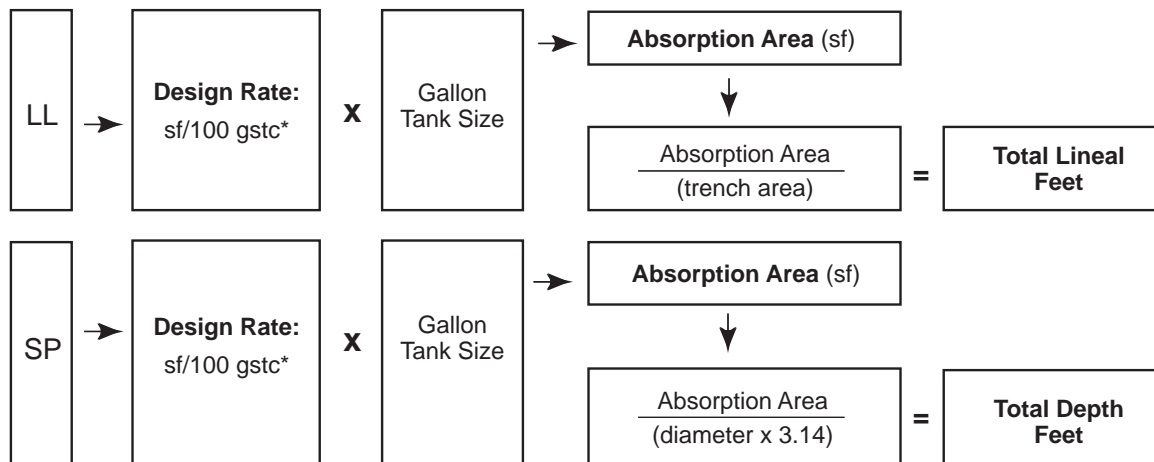 LL
Design Rate:
sf/100 gstc*
x
Gallon
Tank Size
Absorption Area (sf)
Absorption Area
(trench area)
=
Total Lineal
Feet
SP
Design Rate:
sf/100 gstc*
x
Gallon
Tank Size
Absorption Area (sf)
Absorption Area
(diameter x 3.14)
=
Total Depth
Feet